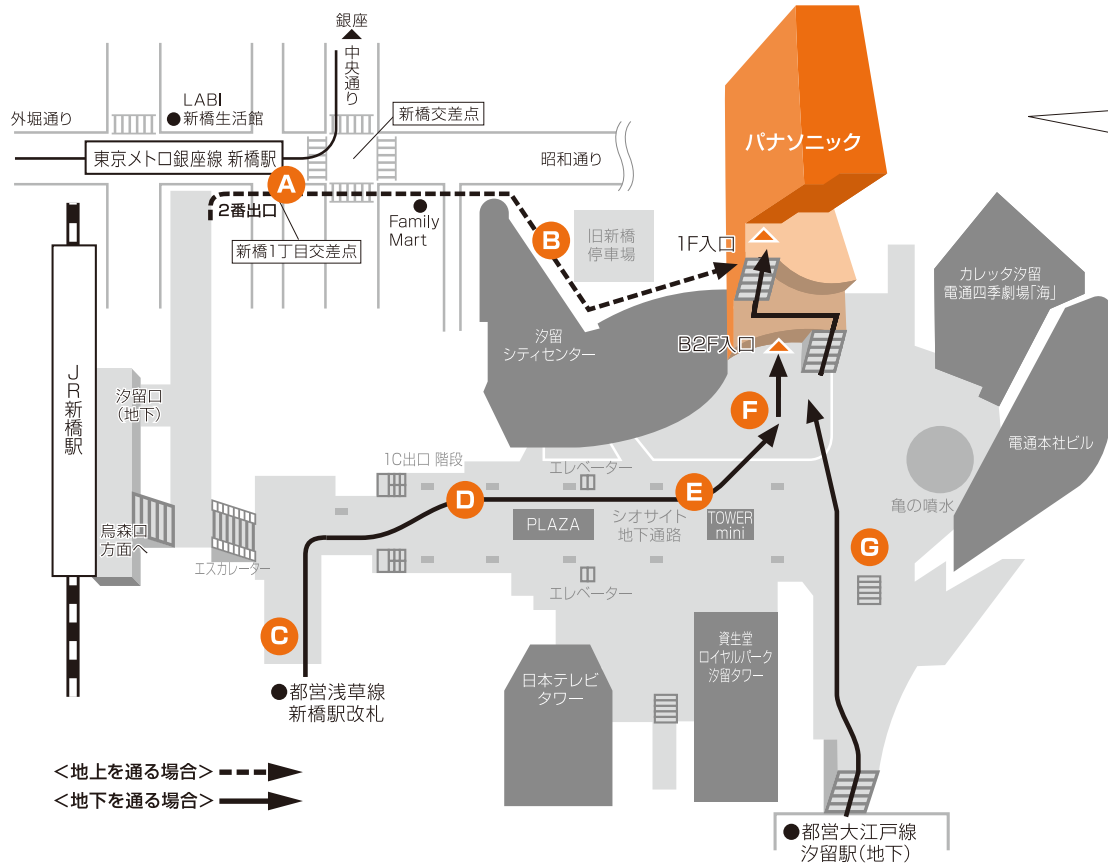 銀座
中央通り
LABI
新橋生活館
新橋交差点
外堀通り
東京メトロ銀座線 新橋駅
昭和通り
パナソニック
A
2番出口
Family
Mart
新橋1丁目交差点
B
旧新橋
停車場
1F入口
カレッタ汐留
電通四季劇場「海」
汐留
シティセンター
B2F入口
JR新橋駅
汐留口
(地下)
F
電通本社ビル
1C出口 階段
エレベーター
D
E
亀の噴水
PLAZA
シオサイト
地下通路
TOWER
mini
烏森口
方面へ
エスカレーター
エレベーター
G
C
資生堂
ロイヤルパーク
汐留タワー
日本テレビ
タワー
●都営浅草線
新橋駅改札
<地上を通る場合>
<地下を通る場合>
●都営大江戸線
汐留駅(地下)